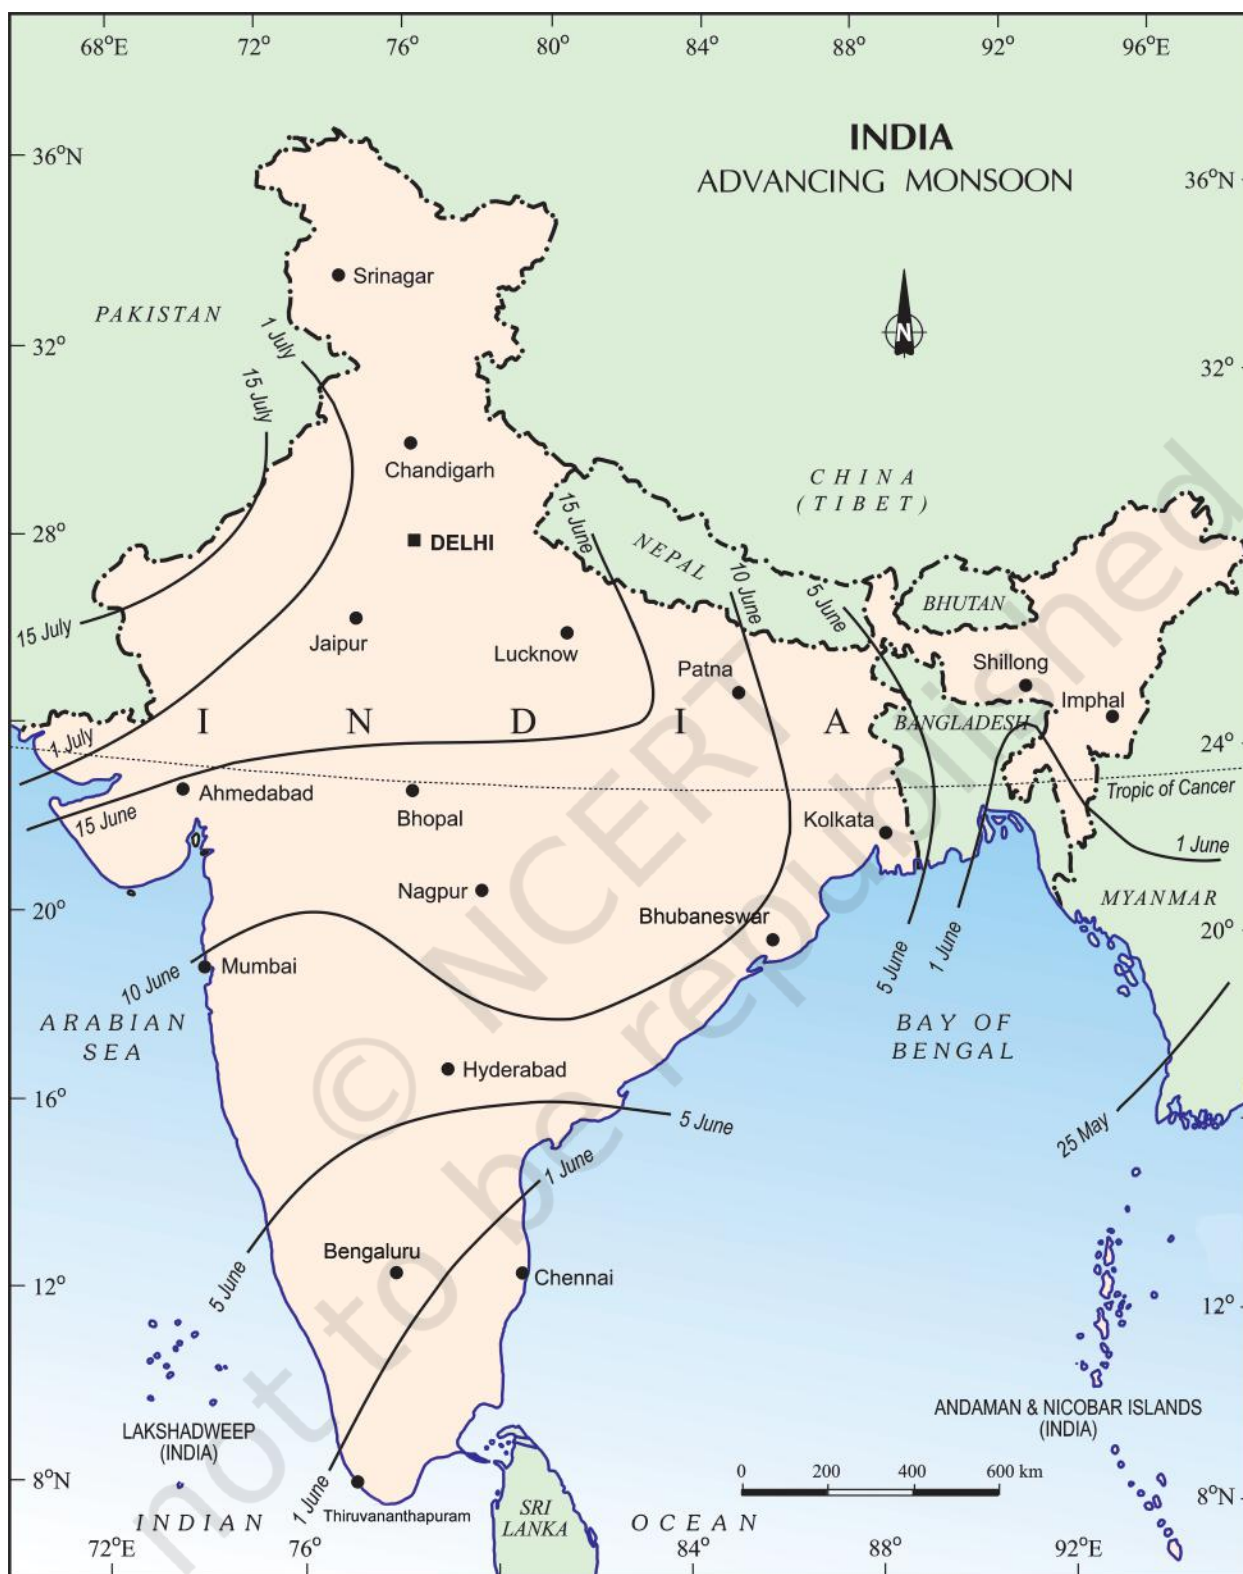 68°E 72° 76° 80° 84° 88° 92° 96°E
INDIA
ADVANCING MONSOON
36°N
36°N
Srinagar
PAKISTAN
1 July
32°
32°
15 July
Chandigarh
CHINA
(TIBET)
15 June
28°
DELHI
NEPAL
10 June
5 June
BHUTAN
15 July
Jaipur
Lucknow
Patna
Shillong
Imphal
I N D I A
BANGLADESH
1 July
24°
Tropic of Cancer
Ahmedabad
Bhopal
15 June
Kolkata
1 June
Nagpur
MYANMAR
20°
Bhubaneswar
20°
10 June
Mumbai
5 June
1 June
ARABIAN
SEA
BAY OF
BENGAL
Hyderabad
16°
5 June
25 May
1 June
Bengaluru
Chennai
5 June
12°
12°
LAKSHADWEEP
(INDIA)
ANDAMAN & NICOBAR ISLANDS
(INDIA)
8°N
0 200 400 600 km
8°N
1 June
Thiruvananthapuram
SRI
LANKA
INDIAN OCEAN
72°E 76° 84° 88° 92°E
© NCERT
not to be republished